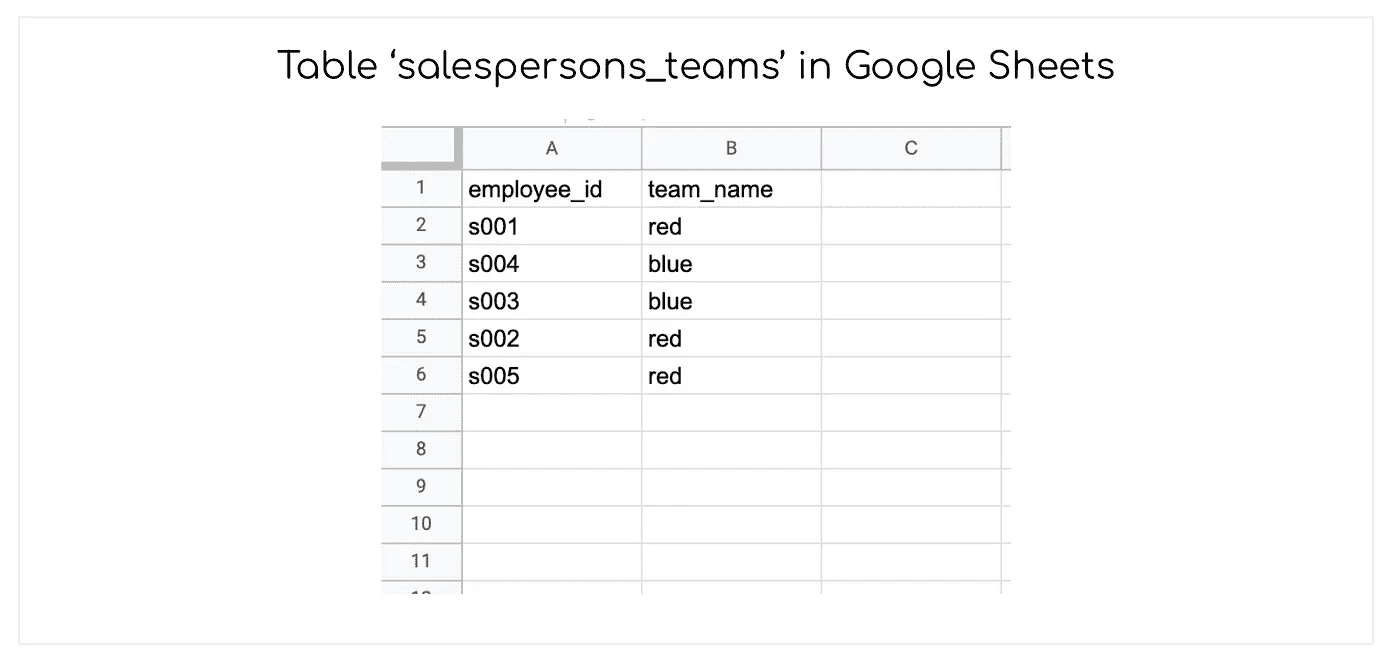 Table ‘salespersons_teams’ in Google Sheets
A B C
1 employee_id team_name
2 s001 red
3 s004 blue
4 s003 blue
5 s002 red
6 s005 red
7
8
9
10
11